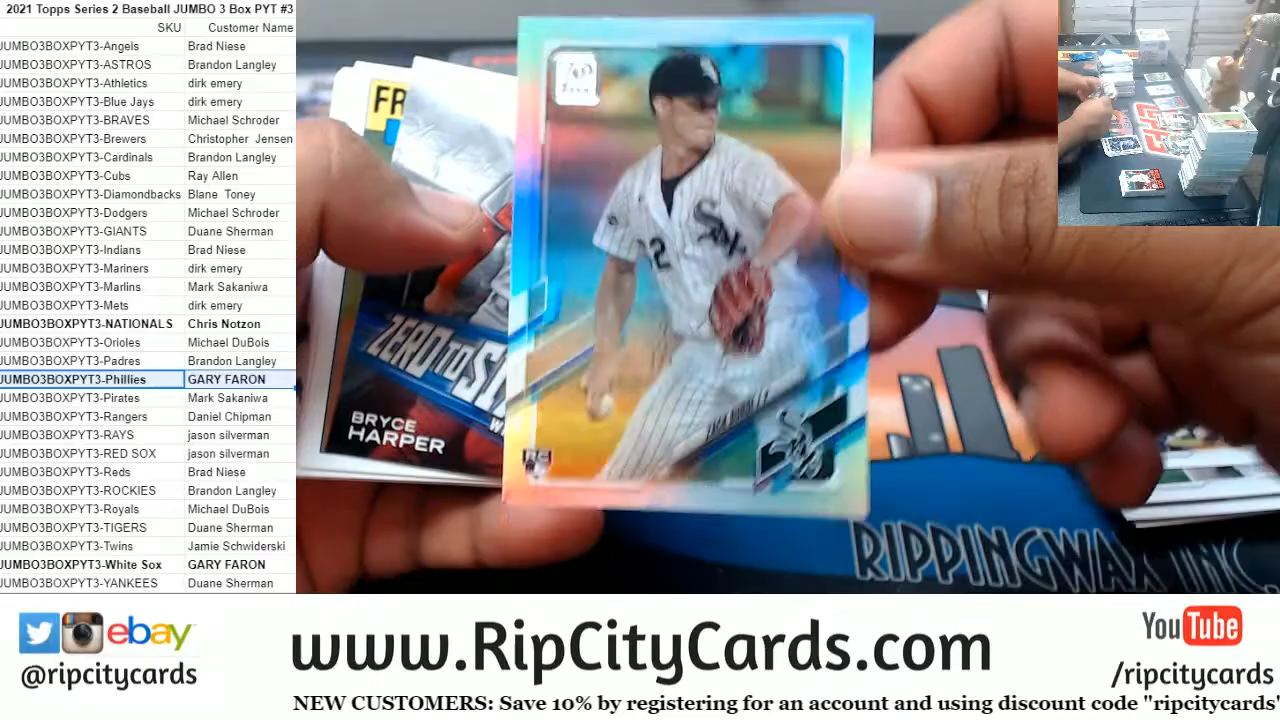 2021 Topps Series 2 Baseball JUMBO 3 Box PYT #3
SKU Customer Name
JUMBO3BOXPYT3-Angels Brad Niese
JUMBO3BOXPYT3-ASTROS Brandon Langley
JUMBO3BOXPYT3-Athletics dirk emery
JUMBO3BOXPYT3-Blue Jays dirk emery
JUMBO3BOXPYT3-BRAVES Michael Schroder
JUMBO3BOXPYT3-Brewers Christopher Jensen
JUMBO3BOXPYT3-Cardinals Brandon Langley
JUMBO3BOXPYT3-Cubs Ray Allen
JUMBO3BOXPYT3-Diamondbacks Blane Toney
JUMBO3BOXPYT3-Dodgers Michael Schroder
JUMBO3BOXPYT3-GIANTS Duane Sherman
JUMBO3BOXPYT3-Indians Brad Niese
JUMBO3BOXPYT3-Mariners dirk emery
JUMBO3BOXPYT3-Marlins Mark Sakaniwa
JUMBO3BOXPYT3-Mets dirk emery
JUMBO3BOXPYT3-NATIONALS Chris Notzon
JUMBO3BOXPYT3-Orioles Michael DuBois
JUMBO3BOXPYT3-Padres Brandon Langley
JUMBO3BOXPYT3-Phillies GARY FARON
JUMBO3BOXPYT3-Pirates Mark Sakaniwa
JUMBO3BOXPYT3-Rangers Daniel Chipman
JUMBO3BOXPYT3-RAYS jason silverman
JUMBO3BOXPYT3-RED SOX jason silverman
JUMBO3BOXPYT3-Reds Brad Niese
JUMBO3BOXPYT3-ROCKIES Brandon Langley
JUMBO3BOXPYT3-Royals Michael DuBois
JUMBO3BOXPYT3-TIGERS Duane Sherman
JUMBO3BOXPYT3-Twins Jamie Schwiderski
JUMBO3BOXPYT3-White Sox GARY FARON
JUMBO3BOXPYT3-YANKEES Duane Sherman
FR
70
Sox
RC
ZERO TO
BRYCE
HARPER
RIPPINGWAX INC.
ebay
@ripcitycards
www.RipCityCards.com
YouTube
/ripcitycards
NEW CUSTOMERS: Save 10% by registering for an account and using discount code "ripcitycards"